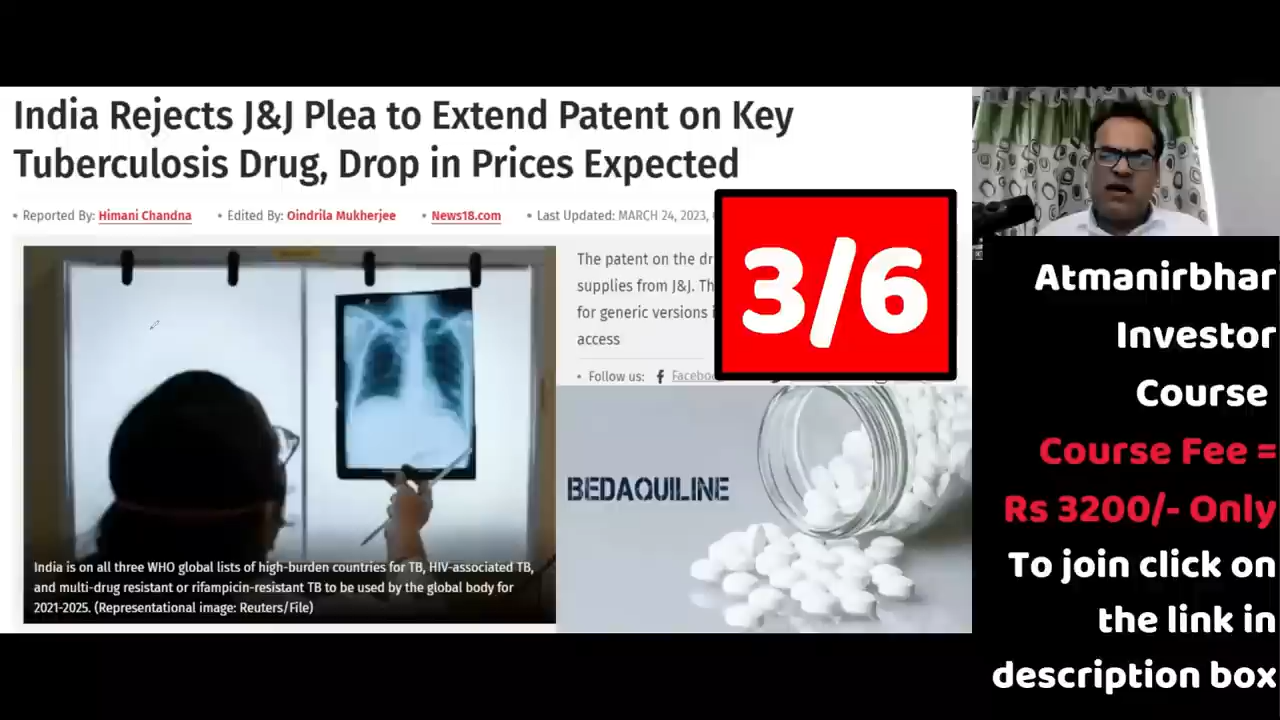 India Rejects J&J Plea to Extend Patent on Key
Tuberculosis Drug, Drop in Prices Expected
• Reported By: Himani Chandna • Edited By: Oindrila Mukherjee • News18.com • Last Updated: MARCH 24, 2023,
The patent on the
supplies from J&J.
for generic versions
access
• Follow us:
3/6
BEDAQUILINE
India is on all three WHO global lists of high-burden countries for TB, HIV-associated TB,
and multi-drug resistant or rifampicin-resistant TB to be used by the global body for
2021-2025. (Representational image: Reuters/File)
Atmanirbhar
Investor
Course
Course Fee =
Rs 3200/- Only
To join click on
the link in
description box